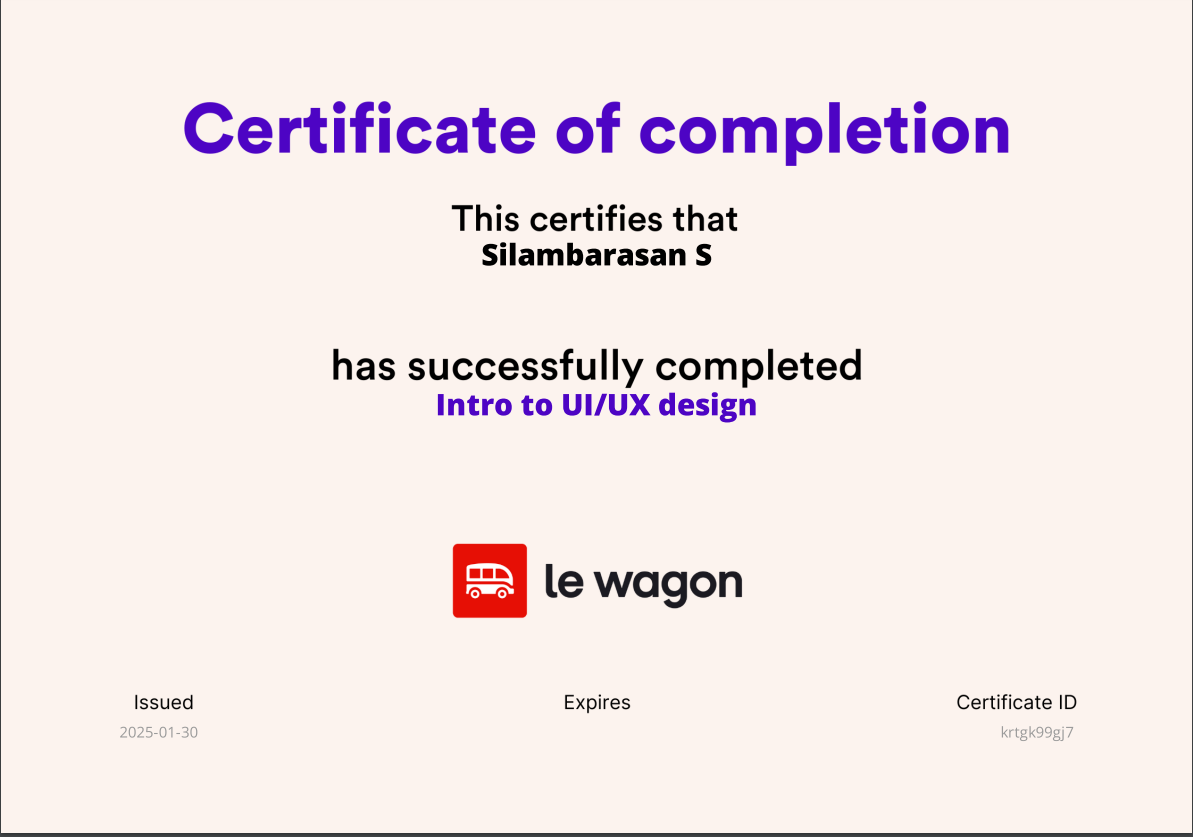 Certificate of completion
This certifies that
Silambarasan S
has successfully completed
Intro to UI/UX design
le wagon
Issued
Expires
Certificate ID
2025-01-30
krtgk99gj7